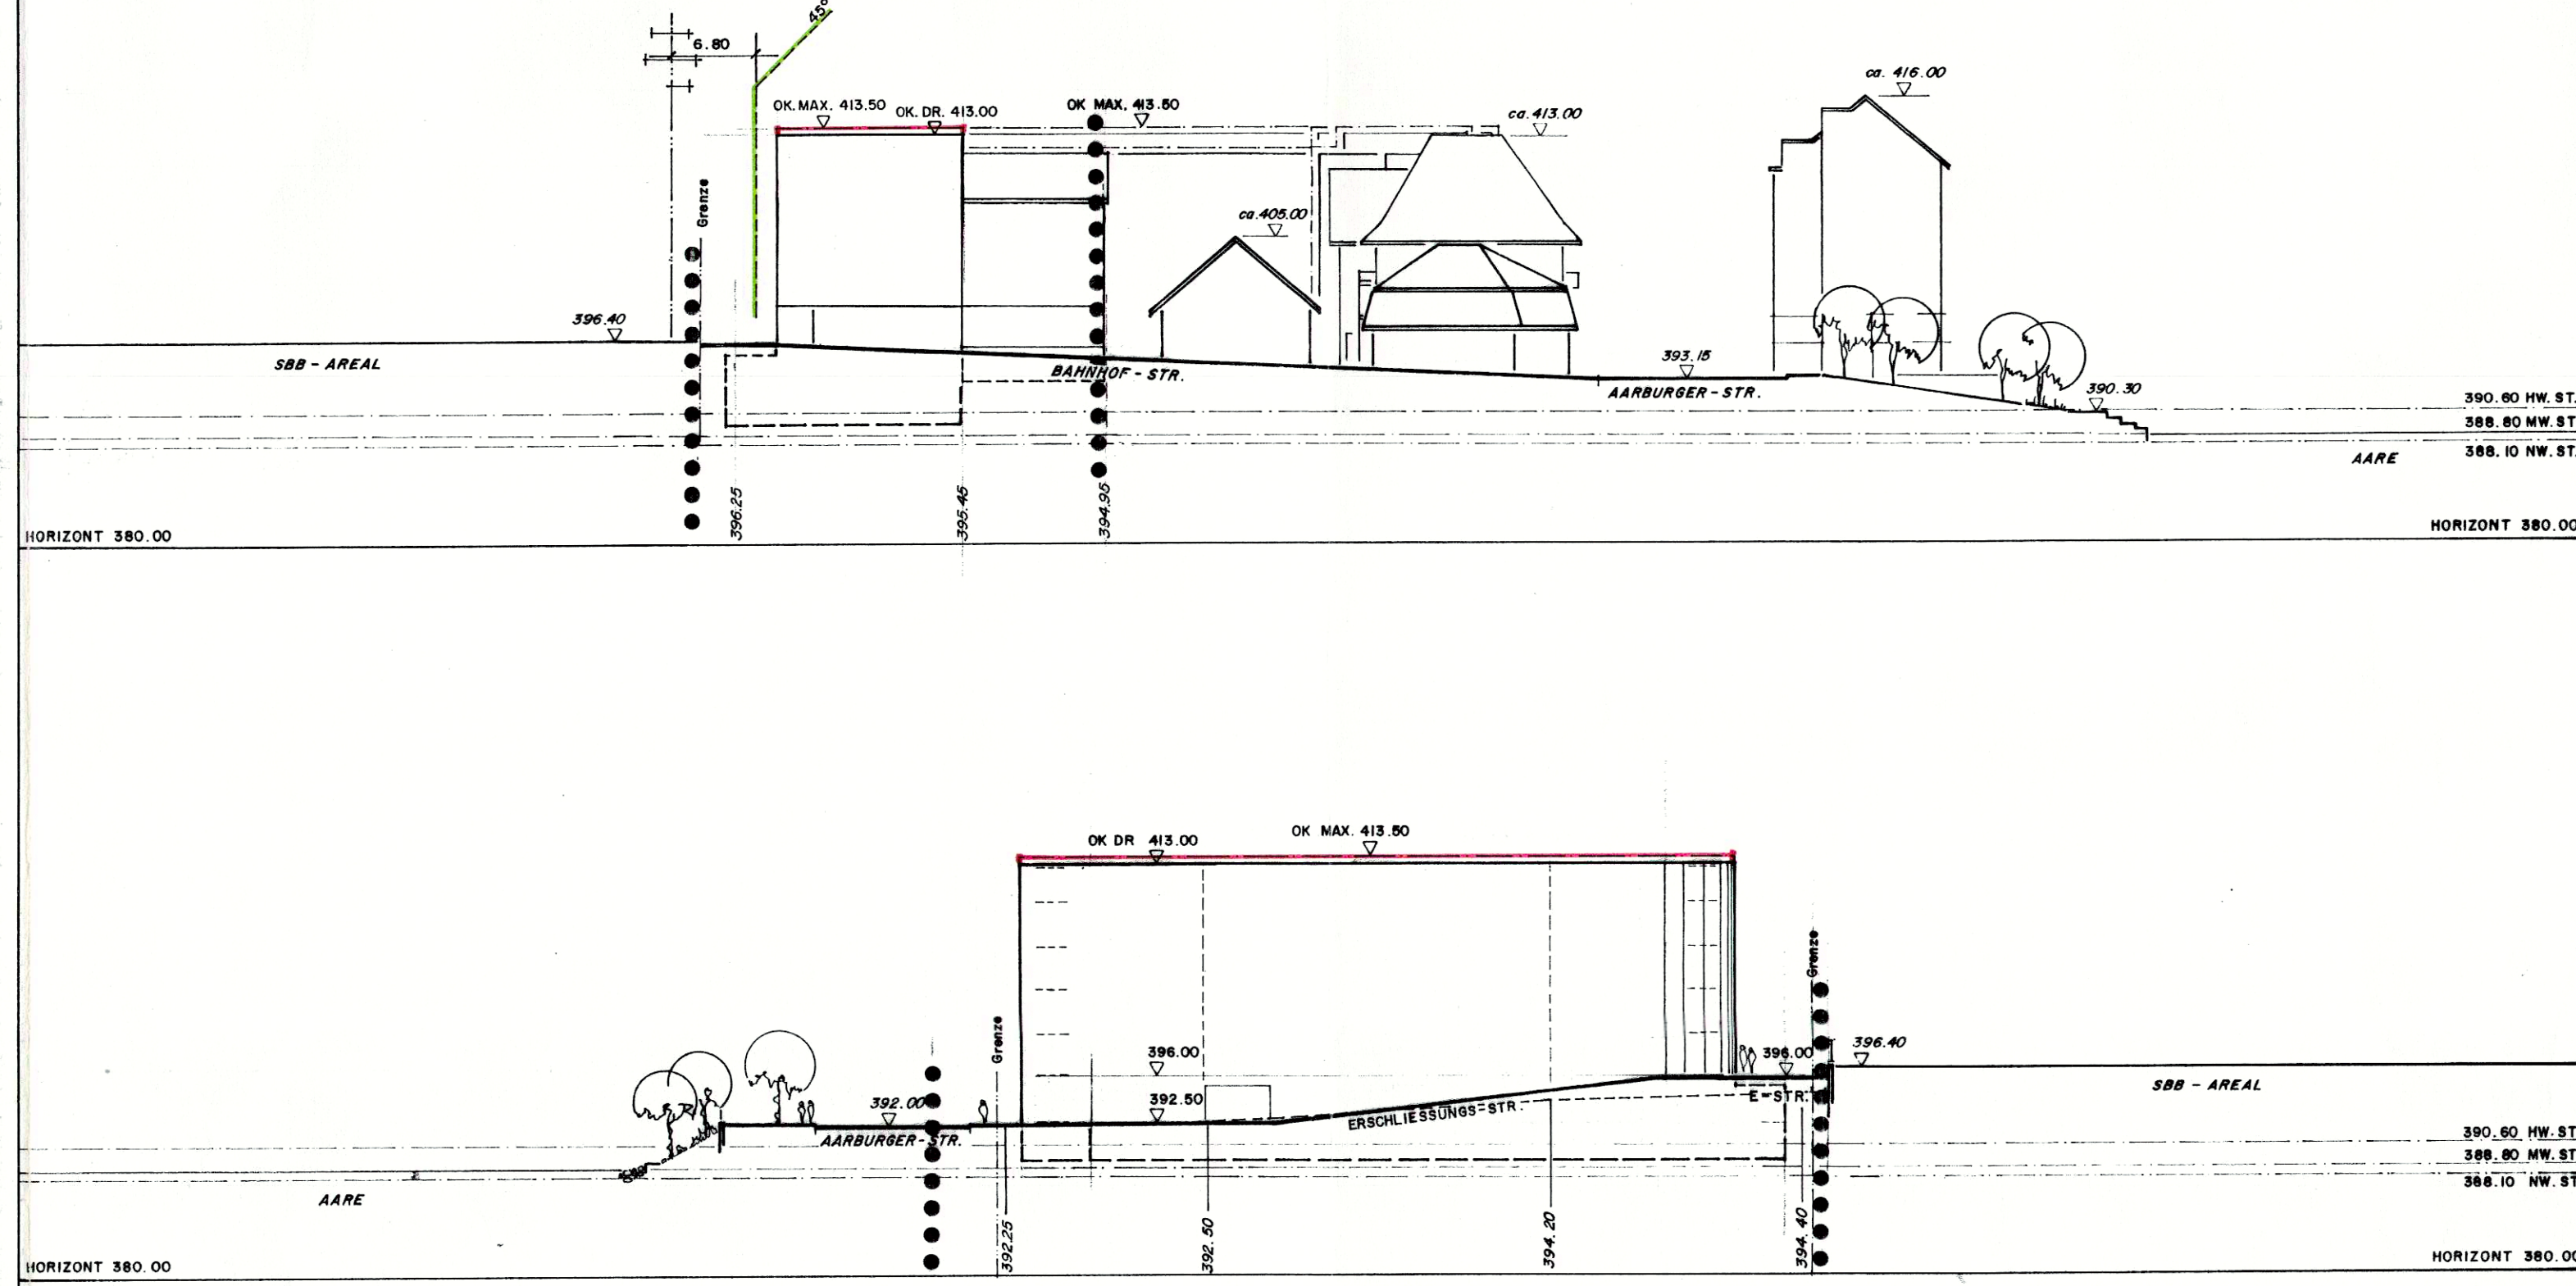 45°
6.80
OK. MAX. 413.50
OK. DR. 413.00
OK MAX. 413.50
ca. 413.00
ca. 416.00
Grenze
ca. 405.00
396.40
SBB - AREAL
BAHNHOF - STR.
393.15
AARBURGER - STR.
390.30
390.60 HW. ST.
388.80 MW. ST
388.10 NW. ST.
AARE
396.25
395.45
394.95
HORIZONT 380.00
HORIZONT 380.00
OK DR 413.00
OK MAX. 413.50
Grenze
Grenze
396.00
396.00
396.40
392.00
392.50
SBB - AREAL
E - STR.
ERSCHLIESSUNGS - STR.
AARBURGER - STR.
390.60 HW. ST
388.80 MW. ST
388.10 NW. ST
AARE
392.25
392.50
394.20
394.40
HORIZONT 380.00
HORIZONT 380.00